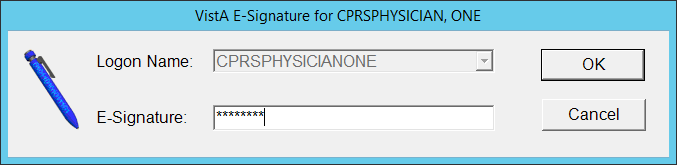 VistA E-Signature for CPRSPHYSICIAN, ONE
Logon Name: CPRSPHYSICIANONE OK
E-Signature: ******** Cancel